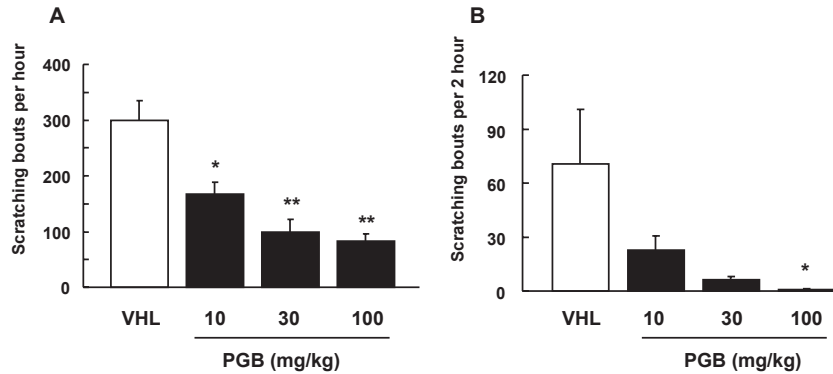 A
Scratching bouts per hour
400
300
200
100
0
*
**
**
VHL 10 30 100
PGB (mg/kg)
B
Scratching bouts per 2 hour
120
90
60
30
0
*
VHL 10 30 100
PGB (mg/kg)